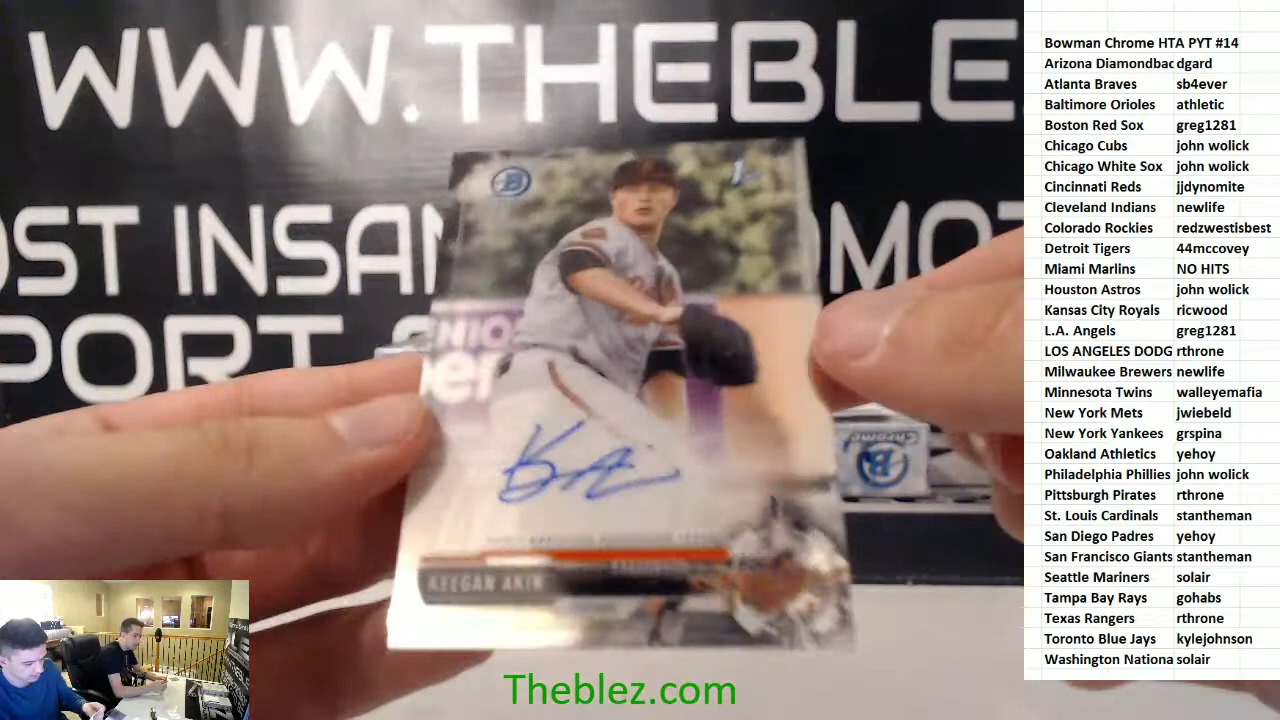 WWW.THEBLE
OST INSAN
OMOT
PORT
NIO
er
B
1st
KEEGAN AKIN
Chrome
B
Theblez.com
Bowman Chrome HTA PYT #14
Arizona Diamondbac dgard
Atlanta Braves sb4ever
Baltimore Orioles athletic
Boston Red Sox greg1281
Chicago Cubs john wolick
Chicago White Sox john wolick
Cincinnati Reds jjdynomite
Cleveland Indians newlife
Colorado Rockies redzwestisbest
Detroit Tigers 44mccovey
Miami Marlins NO HITS
Houston Astros john wolick
Kansas City Royals ricwood
L.A. Angels greg1281
LOS ANGELES DODG rthrone
Milwaukee Brewers newlife
Minnesota Twins walleyemafia
New York Mets jwiebeld
New York Yankees grspina
Oakland Athletics yehoy
Philadelphia Phillies john wolick
Pittsburgh Pirates rthrone
St. Louis Cardinals stantheman
San Diego Padres yehoy
San Francisco Giants stantheman
Seattle Mariners solair
Tampa Bay Rays gohabs
Texas Rangers rthrone
Toronto Blue Jays kylejohnson
Washington Nationa solair